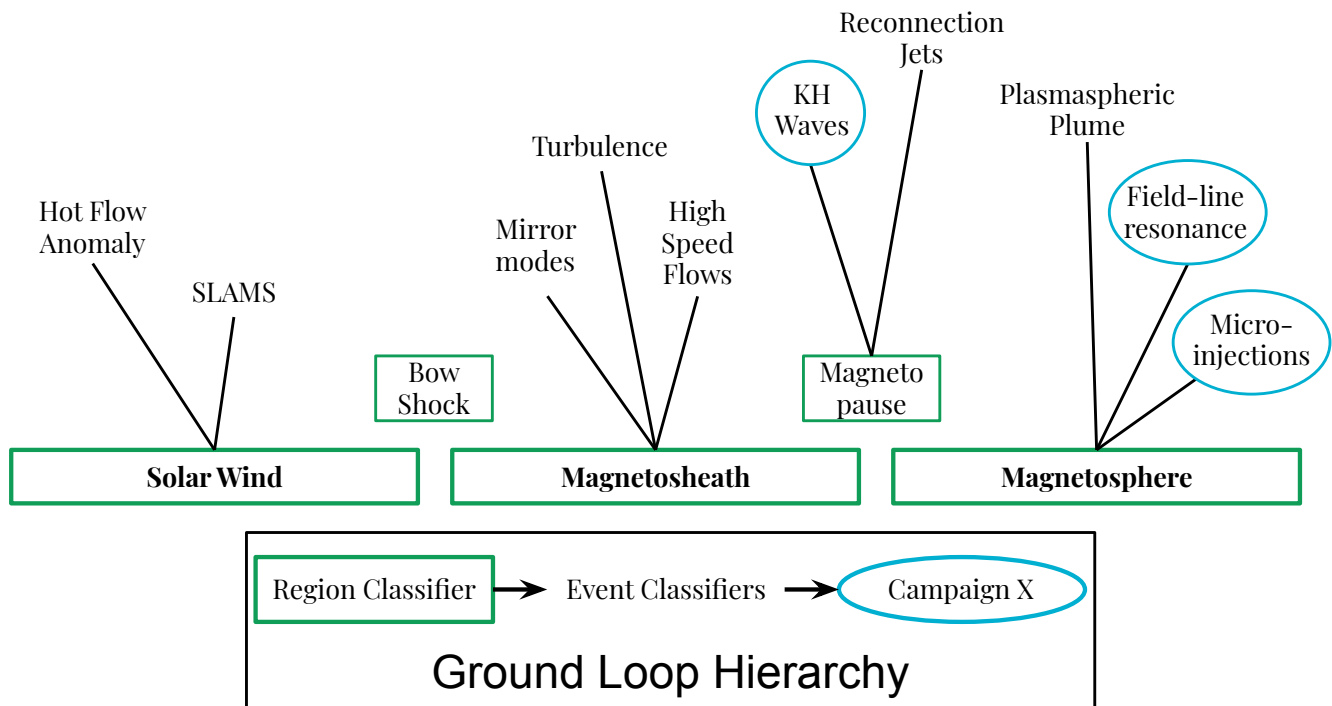 Reconnection
Jets
KH
Waves
Plasmaspheric
Plume
Turbulence
Field-line
resonance
Hot Flow
Anomaly
High
Speed
Flows
Mirror
modes
SLAMS
Micro-
injections
Bow
Shock
Magneto
pause
Solar Wind
Magnetosheath
Magnetosphere
Region Classifier
Event Classifiers
Campaign X
Ground Loop Hierarchy